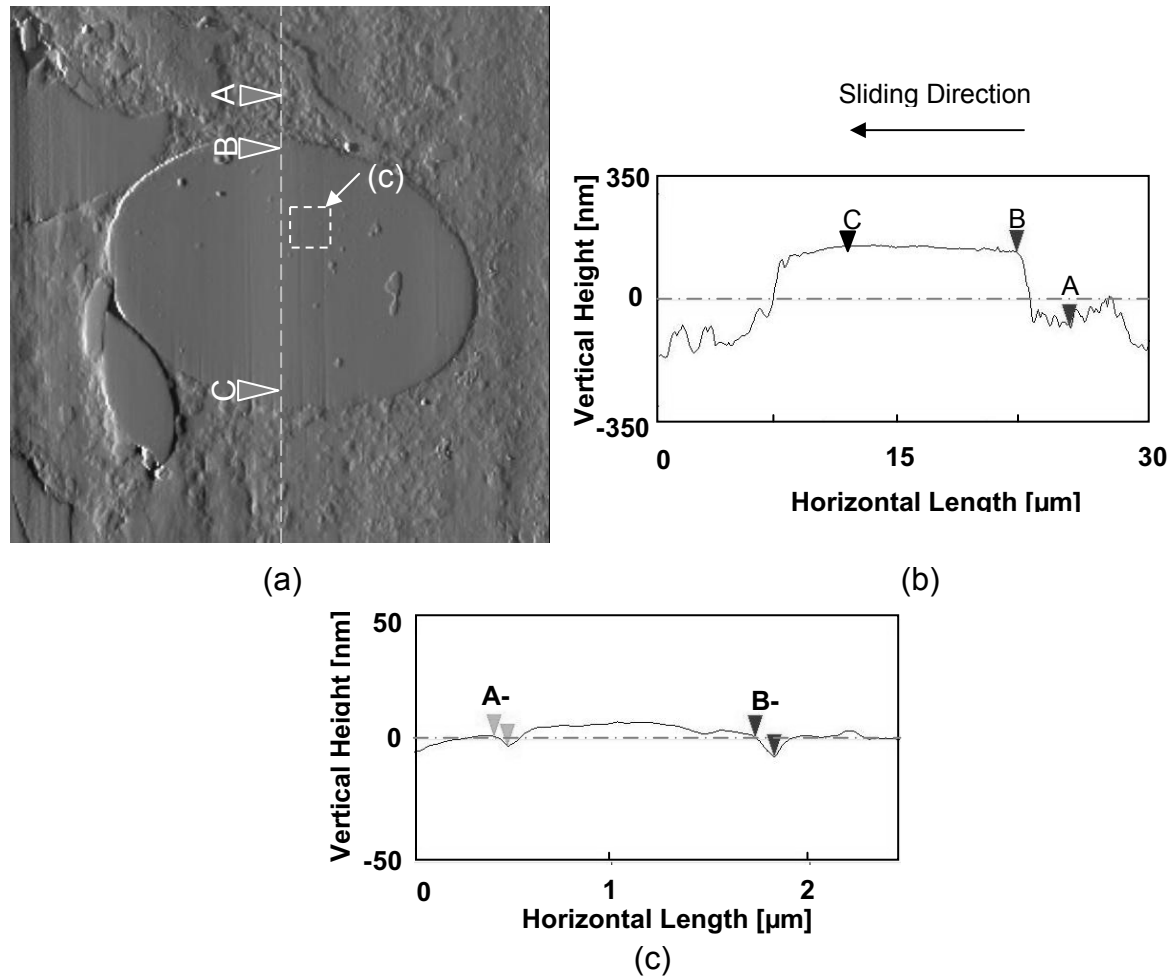 A
B
(c)
C
(a)
Sliding Direction
Vertical Height [nm]
350
0
-350
C
B
A
0
15
30
Horizontal Length [µm]
(b)
Vertical Height [nm]
50
0
-50
A-
B-
0
1
2
Horizontal Length [µm]
(c)